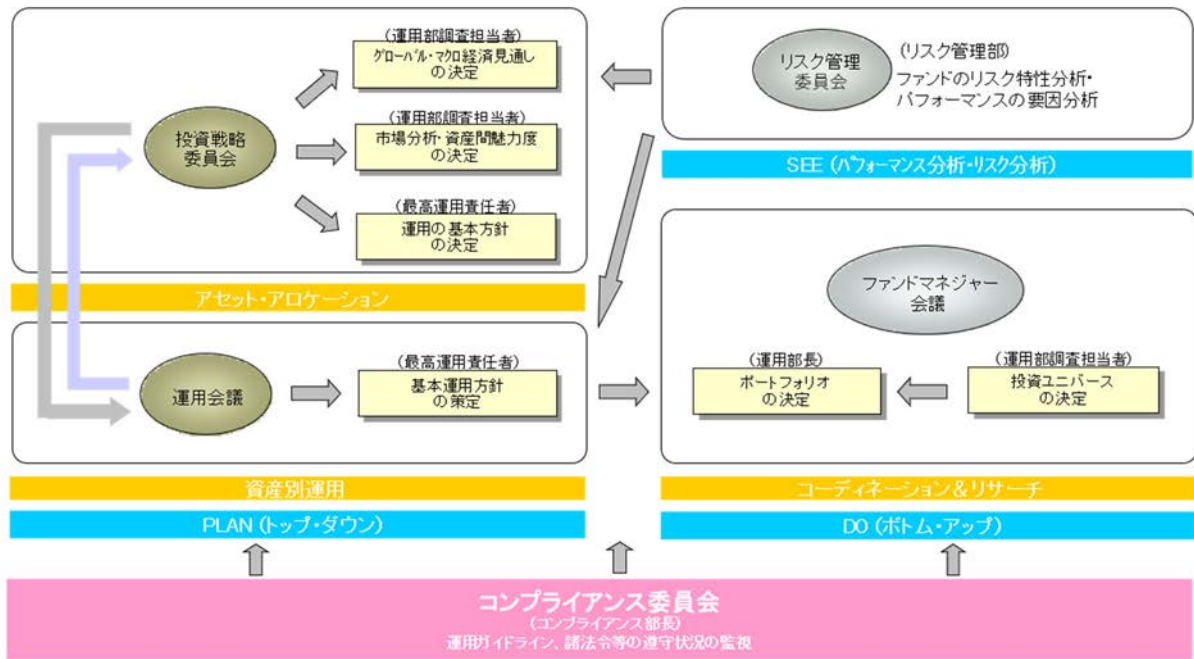 (運用部調査担当者)
グローバル・マクロ経済見通し
の決定
投資戦略
委員会
(運用部調査担当者)
市場分析・資産間魅力度
の決定
(最高運用責任者)
運用の基本方針
の決定
アセット・アロケーション
リスク管理
委員会
(リスク管理部)
ファンドのリスク特性分析・
パフォーマンスの要因分析
SEE (パフォーマンス分析・リスク分析)
運用会議
(最高運用責任者)
基本運用方針
の策定
資産別運用
PLAN (トップ・ダウン)
ファンドマネジャー
会議
(運用部長)
ポートフォリオ
の決定
(運用部調査担当者)
投資ユニバース
の決定
コーディネーション&リサーチ
DO (ボトム・アップ)
コンプライアンス委員会
(コンプライアンス部長)
運用ガイドライン、諸法令等の遵守状況の監視